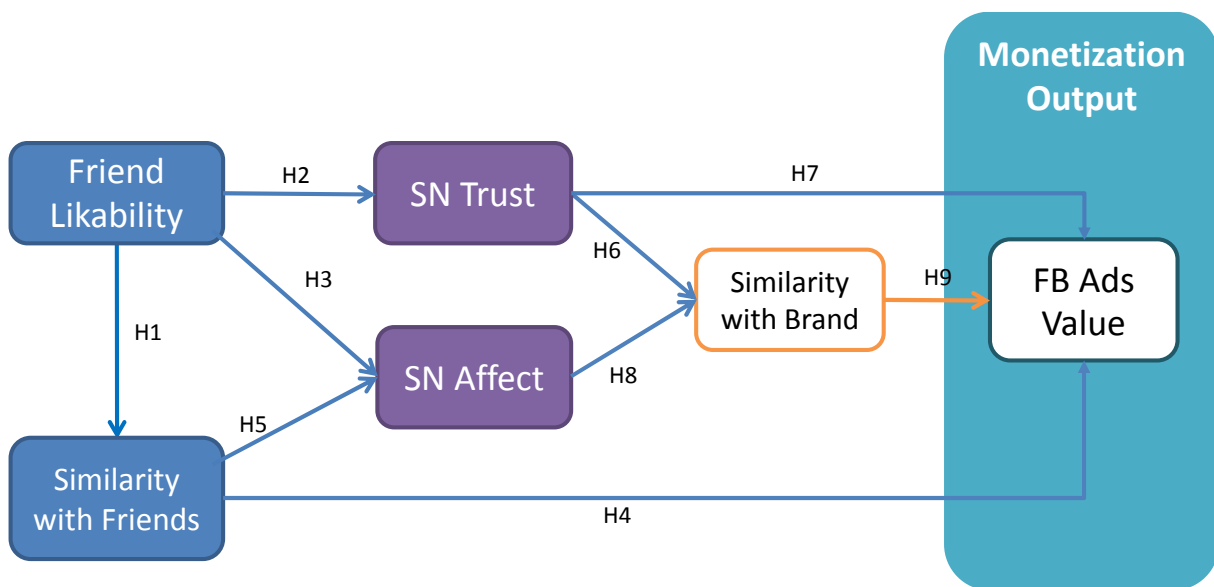 Monetization
Output
Friend
Likability
H2
SN Trust
H7
H6
H3
Similarity
with Brand
H9
FB Ads
Value
H1
SN Affect
H8
H5
Similarity
with Friends
H4